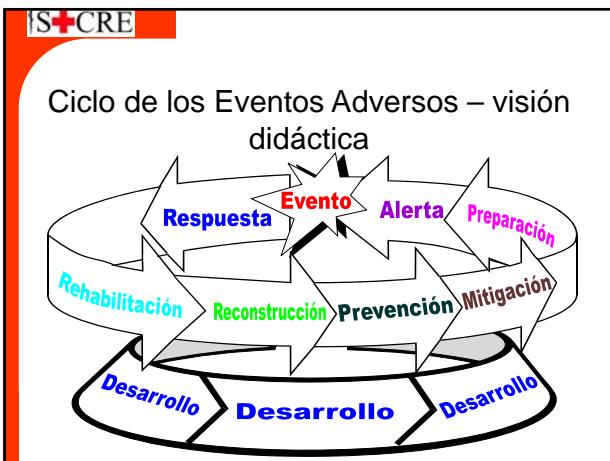 IS+CRE
Ciclo de los Eventos Adversos – visión
didáctica
Respuesta
Evento
Alerta
Preparación
Rehabilitación
Reconstrucción
Prevención
Mitigación
Desarrollo
Desarrollo
Desarrollo